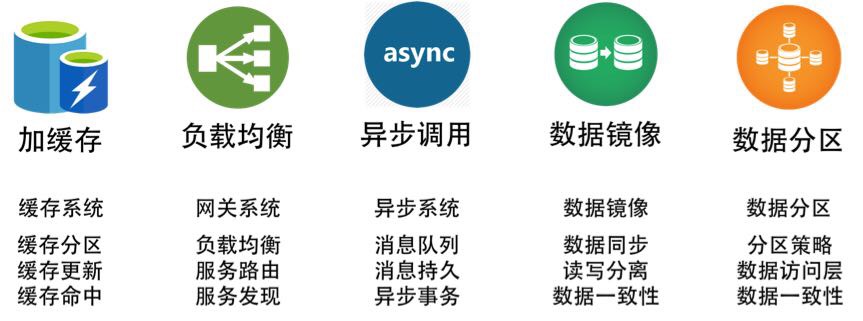 async
加缓存
负载均衡
异步调用
数据镜像
数据分区
缓存系统
网关系统
异步系统
数据镜像
数据分区
缓存分区
负载均衡
消息队列
数据同步
分区策略
缓存更新
服务路由
消息持久
读写分离
数据访问层
缓存命中
服务发现
异步事务
数据一致性
数据一致性